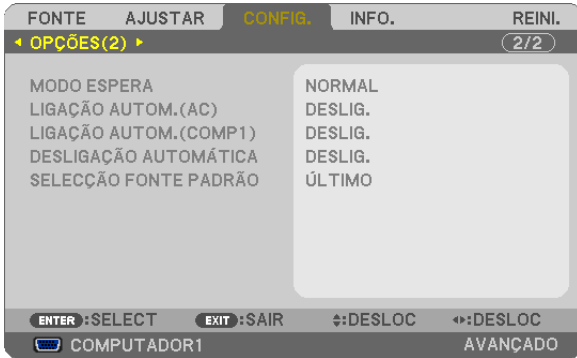 FONTE AJUSTAR CONFIG. INFO. REINI.
OPÇÕES(2) 2/2
MODO ESPERA NORMAL
LIGAÇÃO AUTOM.(AC) DESLIG.
LIGAÇÃO AUTOM.(COMP1) DESLIG.
DESLIGAÇÃO AUTOMÁTICA DESLIG.
SELECÇÃO FONTE PADRÃO ÚLTIMO
ENTER :SELECT EXIT :SAIR :DESLOC :DESLOC
COMPUTADOR1 AVANÇADO